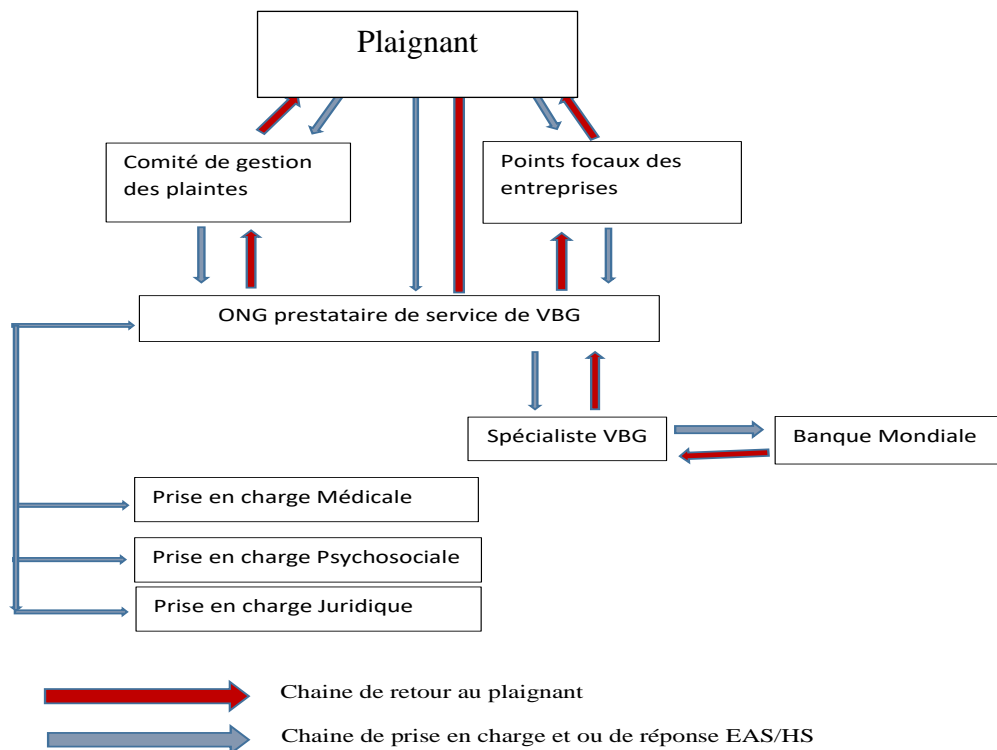 Plaignant
Comité de gestion
des plaintes
Points focaux des
entreprises
ONG prestataire de service de VBG
Spécialiste VBG
Banque Mondiale
Prise en charge Médicale
Prise en charge Psychosociale
Prise en charge Juridique
Chaine de retour au plaignant
Chaine de prise en charge et ou de réponse EAS/HS